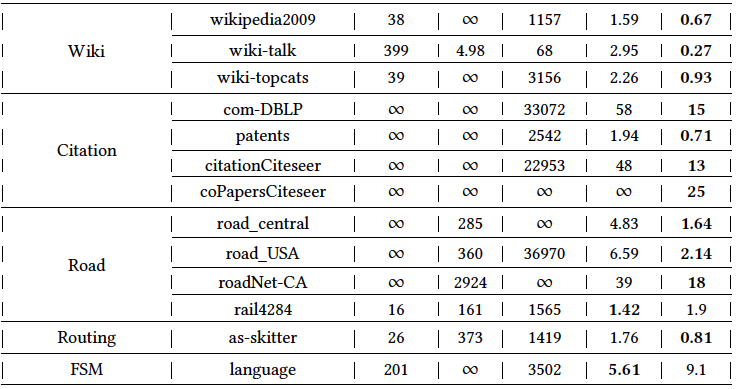 Wiki wikipedia2009 38 ∞ 1157 1.59 0.67
wiki-talk 399 4.98 68 2.95 0.27
wiki-topcats 39 ∞ 3156 2.26 0.93
Citation com-DBLP ∞ ∞ 33072 58 15
patents ∞ ∞ 2542 1.94 0.71
citationCiteseer ∞ ∞ 22953 48 13
coPapersCiteseer ∞ ∞ ∞ ∞ 25
Road road_central ∞ 285 ∞ 4.83 1.64
road_USA ∞ 360 36970 6.59 2.14
roadNet-CA ∞ 2924 ∞ 39 18
rail4284 16 161 1565 1.42 1.9
Routing as-skitter 26 373 1419 1.76 0.81
FSM language 201 ∞ 3502 5.61 9.1